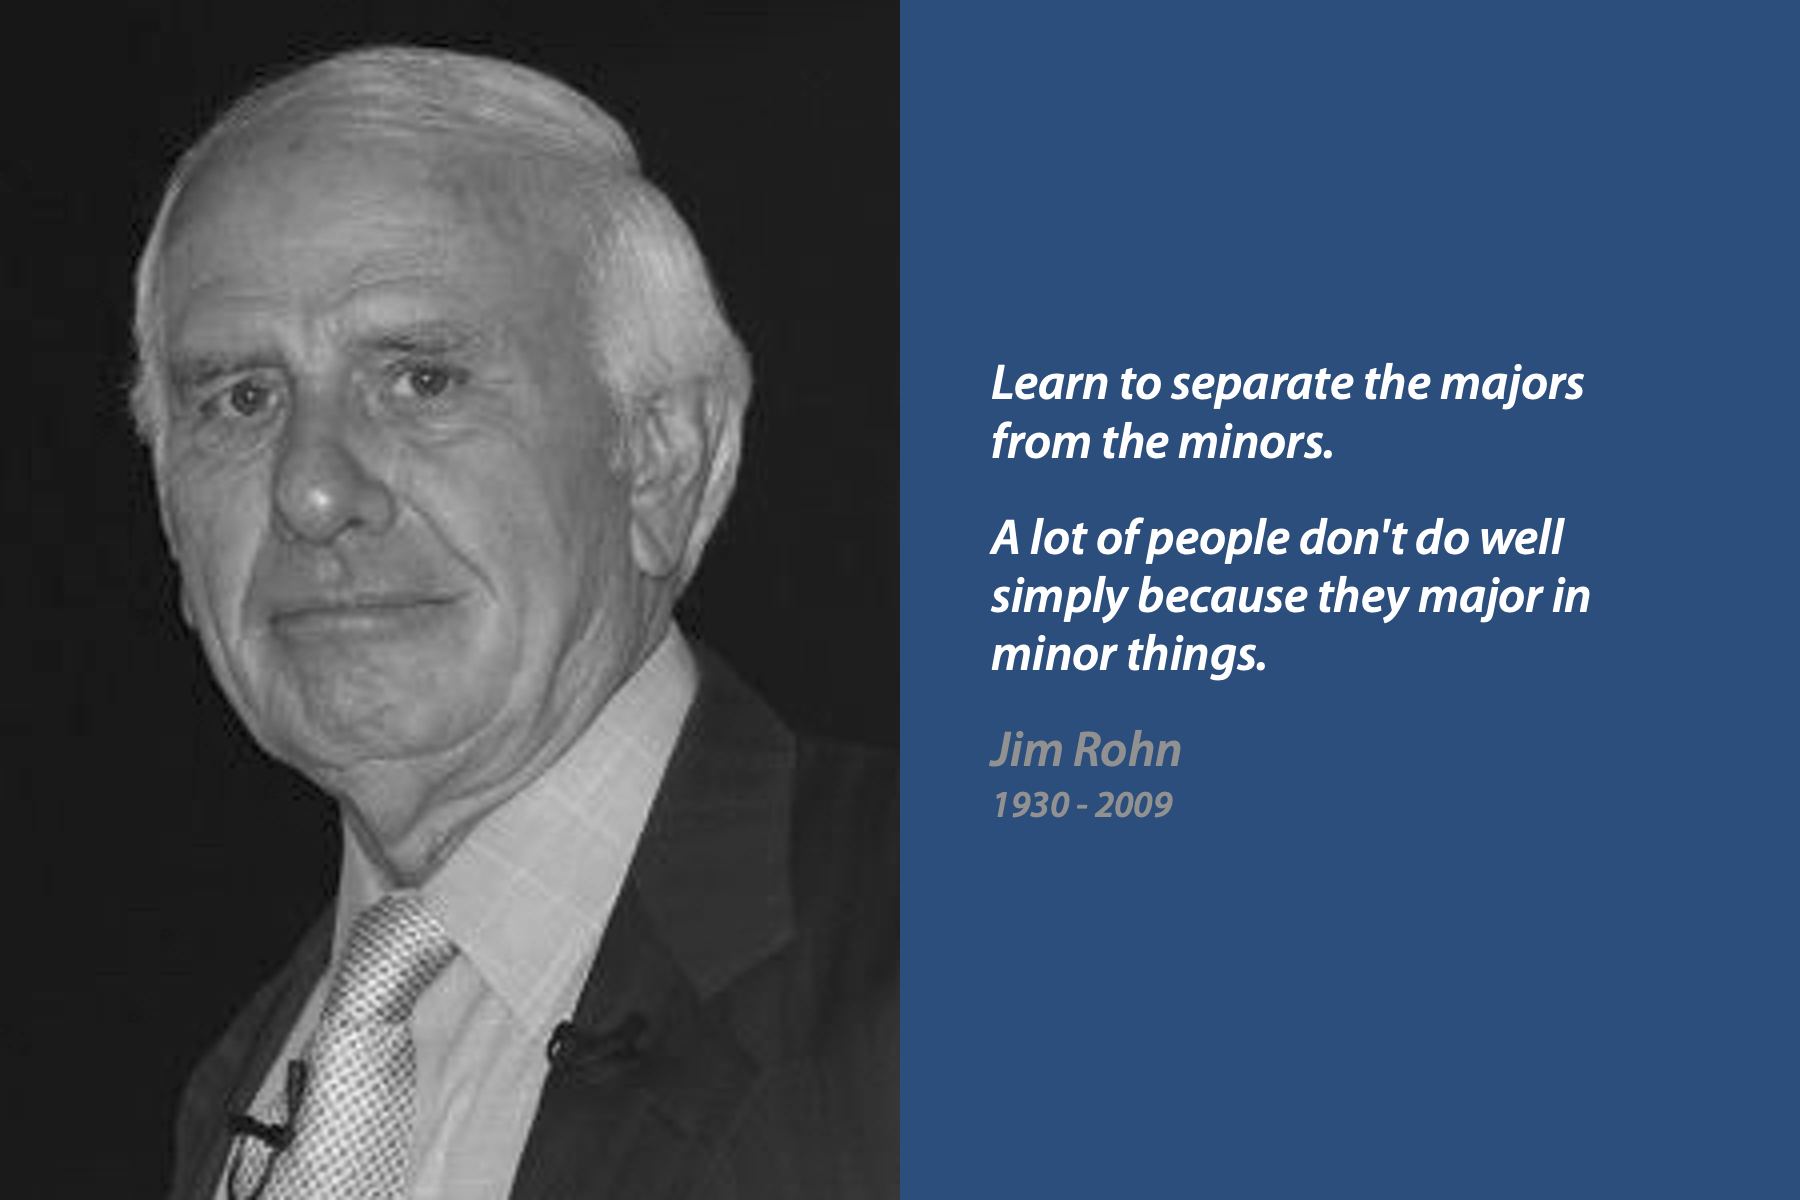 Learn to separate the majors
from the minors.
A lot of people don't do well
simply because they major in
minor things.
Jim Rohn
1930 - 2009